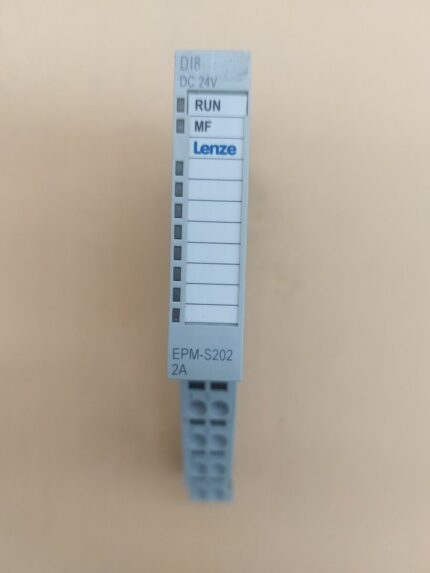 DI8
DC 24V
RUN
MF
Lenze
EPM-S202
2A